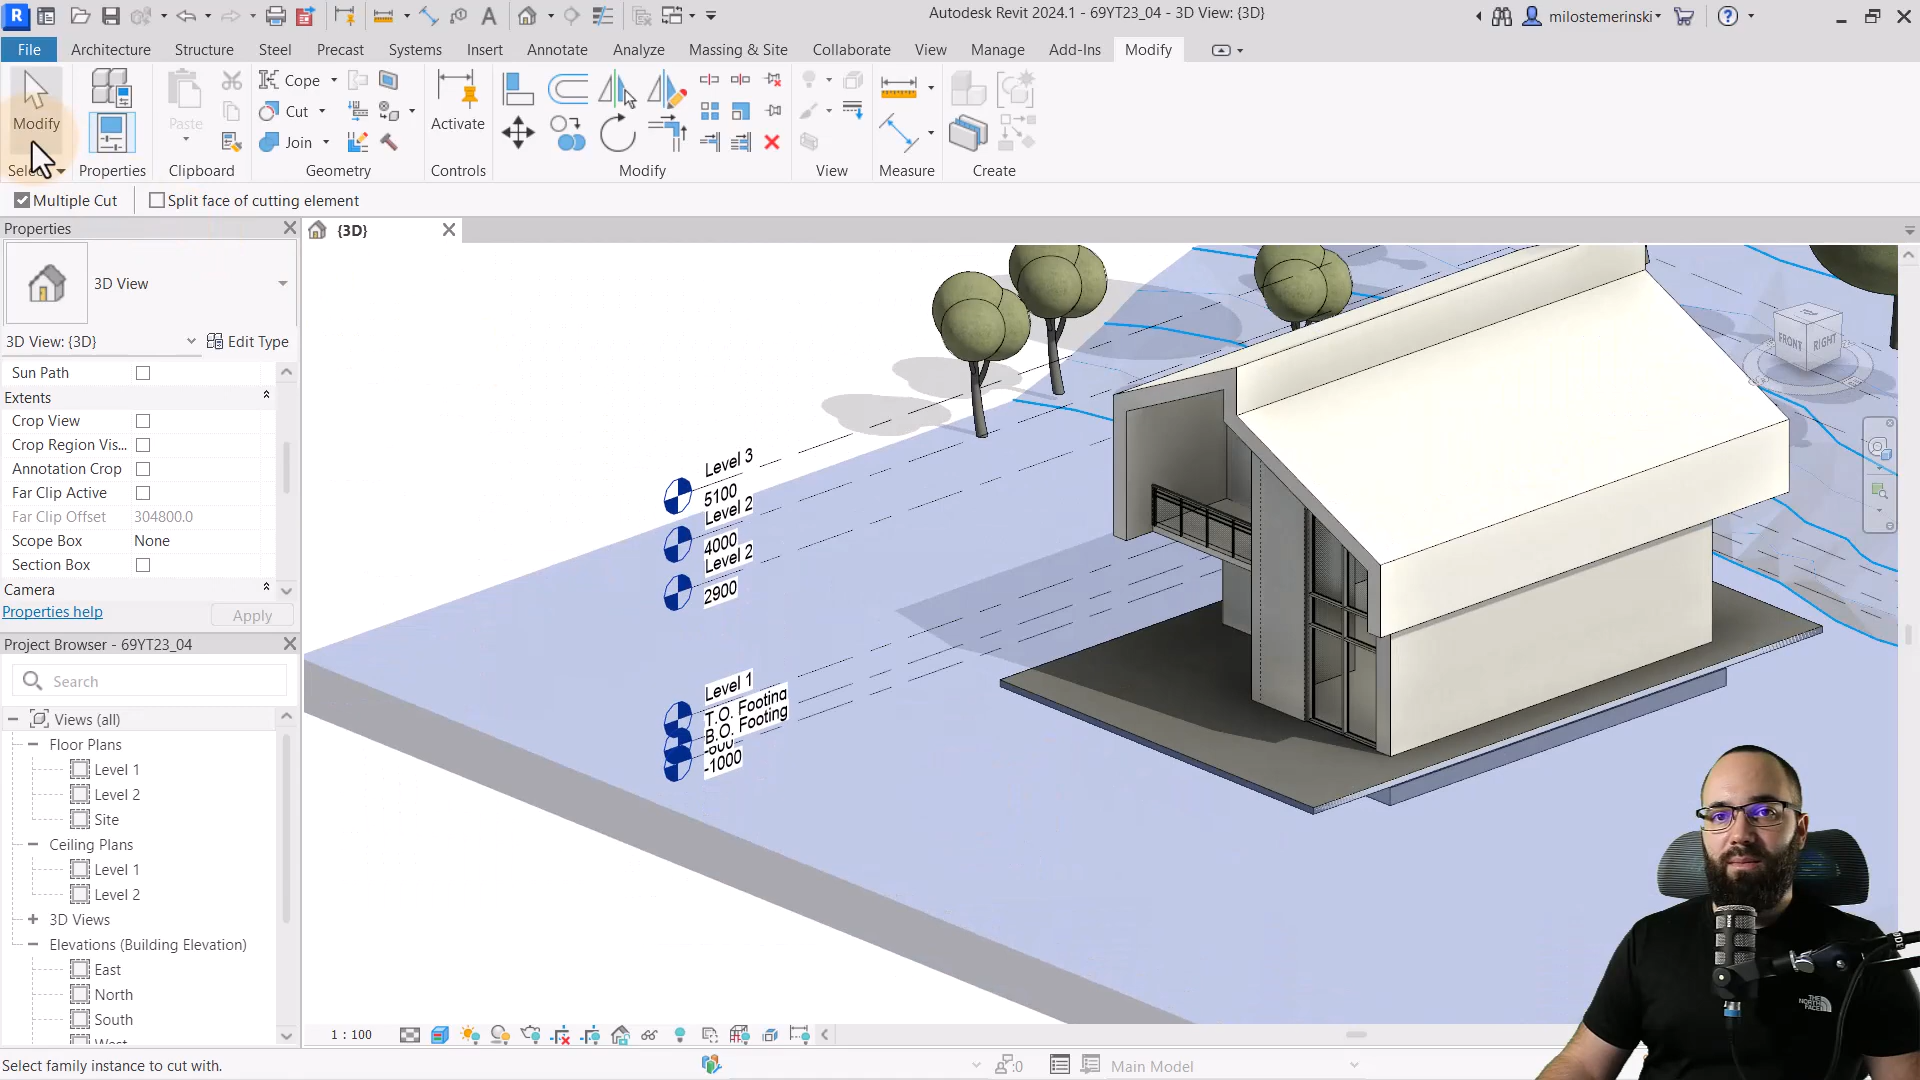 Autodesk Revit 2024.1 - 69YT23_04 - 3D View: {3D}
milostemerinski
File
Architecture
Structure
Steel
Precast
Systems
Insert
Annotate
Analyze
Massing & Site
Collaborate
View
Manage
Add-Ins
Modify
Modify
Paste
Cope
Cut
Join
Activate
Properties
Clipboard
Geometry
Controls
Modify
View
Measure
Create
Multiple Cut
Split face of cutting element
Properties
3D View
3D View: {3D}
Edit Type
Sun Path
Extents
Crop View
Crop Region Vis...
Annotation Crop
Far Clip Active
Far Clip Offset
304800.0
Scope Box
None
Section Box
Camera
Properties help
Apply
Project Browser - 69YT23_04
Search
Views (all)
Floor Plans
Level 1
Level 2
Site
Ceiling Plans
Level 1
Level 2
3D Views
Elevations (Building Elevation)
East
North
South
{3D}
Level 3
5100
Level 2
4000
Level 2
2900
Level 1
T.O. Footing
B.O. Footing
-1000
FRONT
RIGHT
THE NORTH FACE
1 : 100
Select family instance to cut with.
:0
Main Model